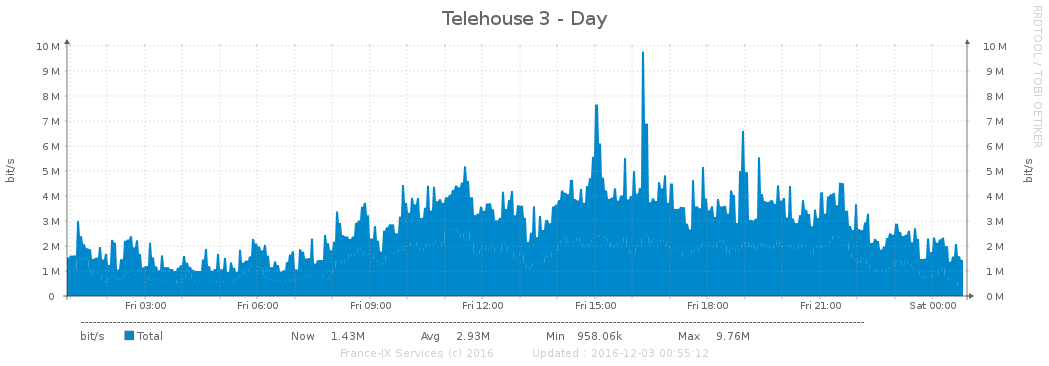 Telehouse 3 - Day
RRDTOOL / TOBI OETIKER
bit/s
bit/s
10 M 10 M
9 M 9 M
8 M 8 M
7 M 7 M
6 M 6 M
5 M 5 M
4 M 4 M
3 M 3 M
2 M 2 M
1 M 1 M
0 0 M
Fri 03:00 Fri 06:00 Fri 09:00 Fri 12:00 Fri 15:00 Fri 18:00 Fri 21:00 Sat 00:00
bit/s Total Now 1.43M Avg 2.93M Min 958.06k Max 9.76M
France-IX Services (c) 2016 Updated : 2016-12-03 00:55:12